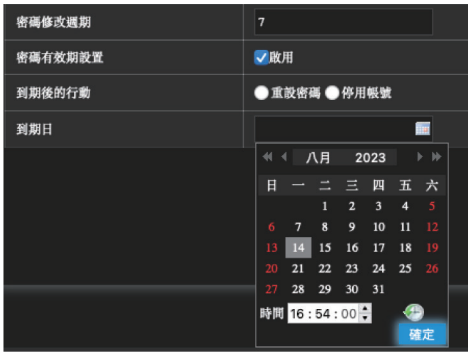 密碼修改週期 7
密碼有效期設置 啟用
到期後的行動 重設密碼 停用帳號
到期日
八月 2023
日 一 二 三 四 五 六
1 2 3 4 5
6 7 8 9 10 11 12
13 14 15 16 17 18 19
20 21 22 23 24 25 26
27 28 29 30 31
時間 16:54:00
確定